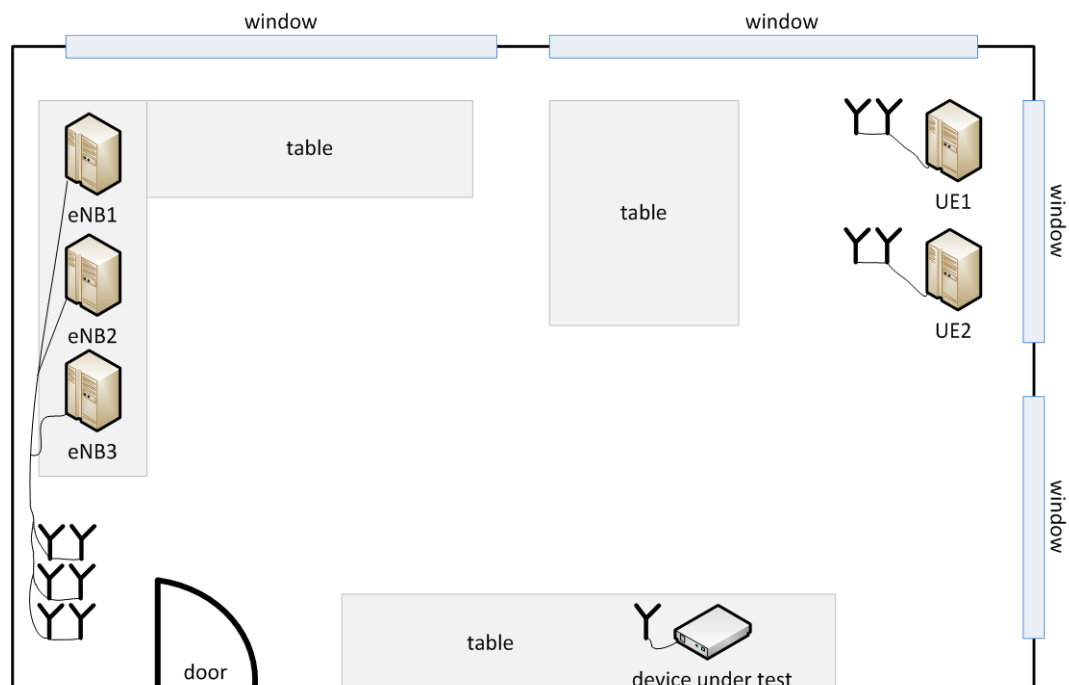 window
window
table
eNB1
table
UE1
window
eNB2
UE2
eNB3
window
table
door
device under test